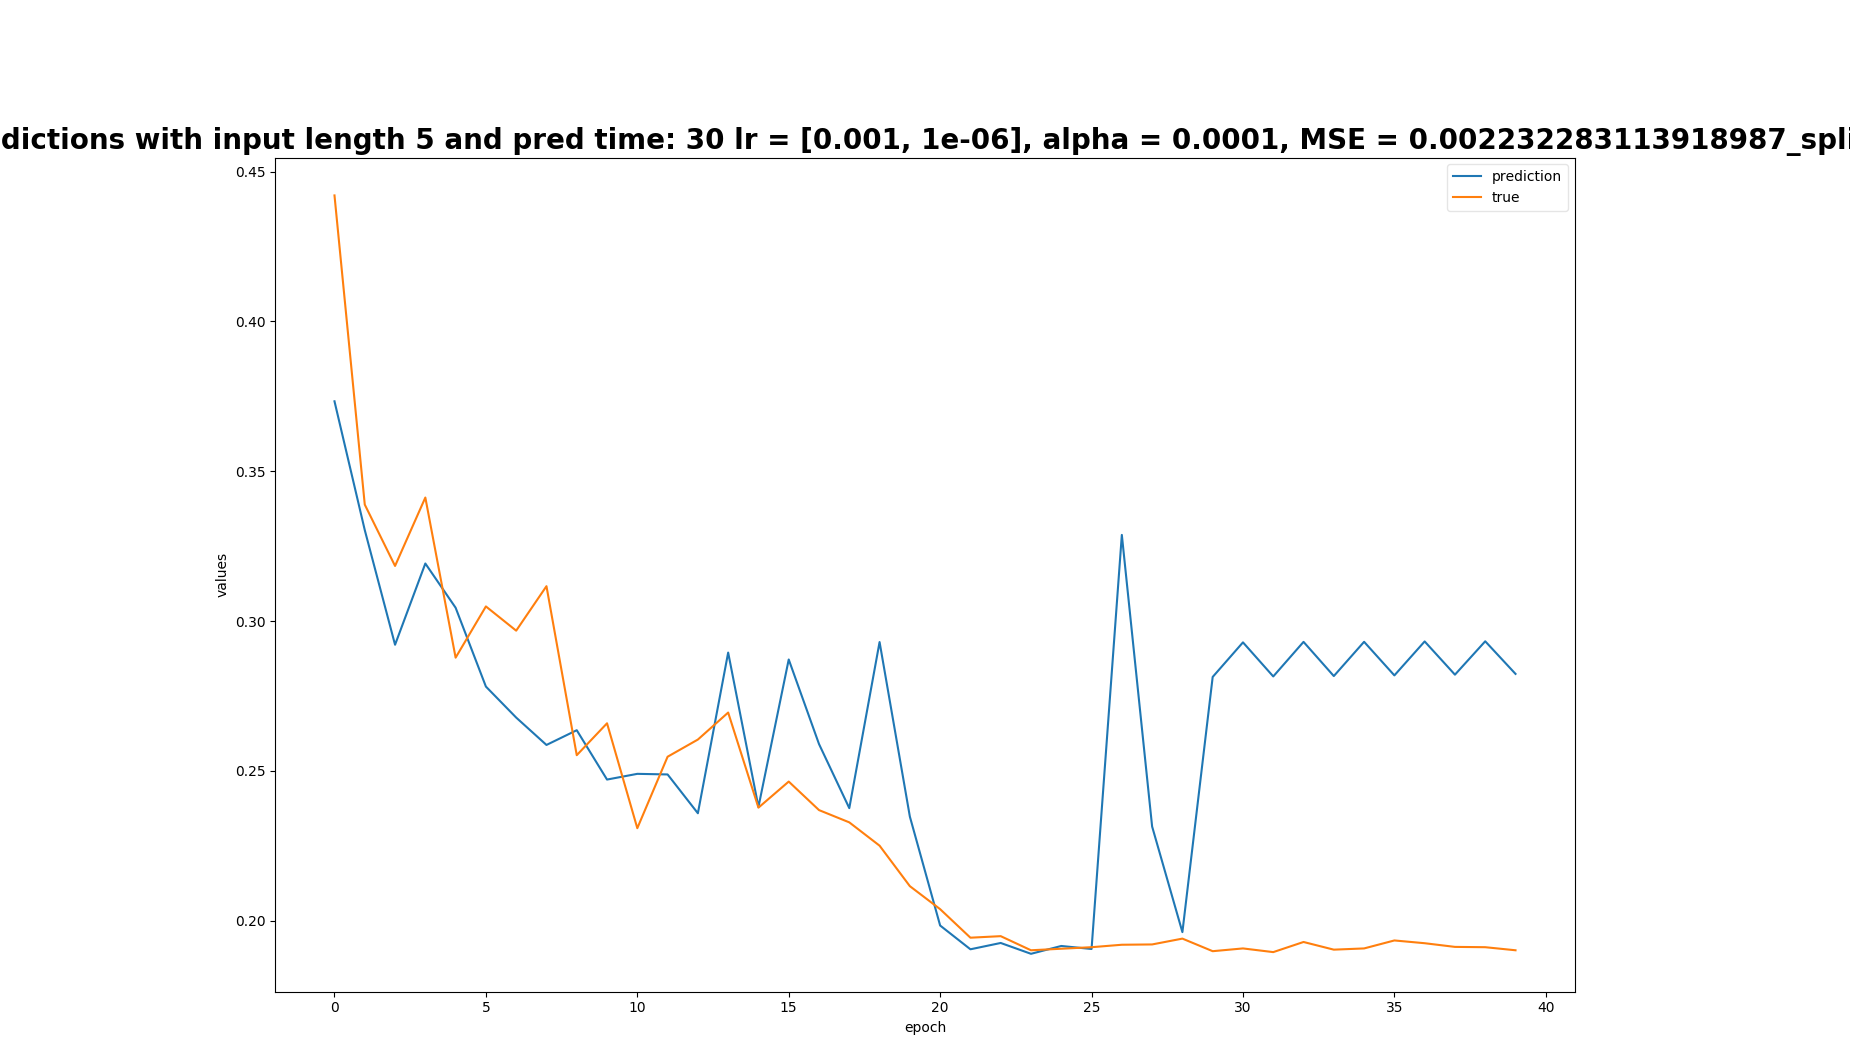 dictions with input length 5 and pred time: 30 lr = [0.001, 1e-06], alpha = 0.0001, MSE = 0.002232283113918987_spli
prediction
true
0.45
0.40
0.35
0.30
0.25
0.20
values
0 5 10 15 20 25 30 35 40
epoch